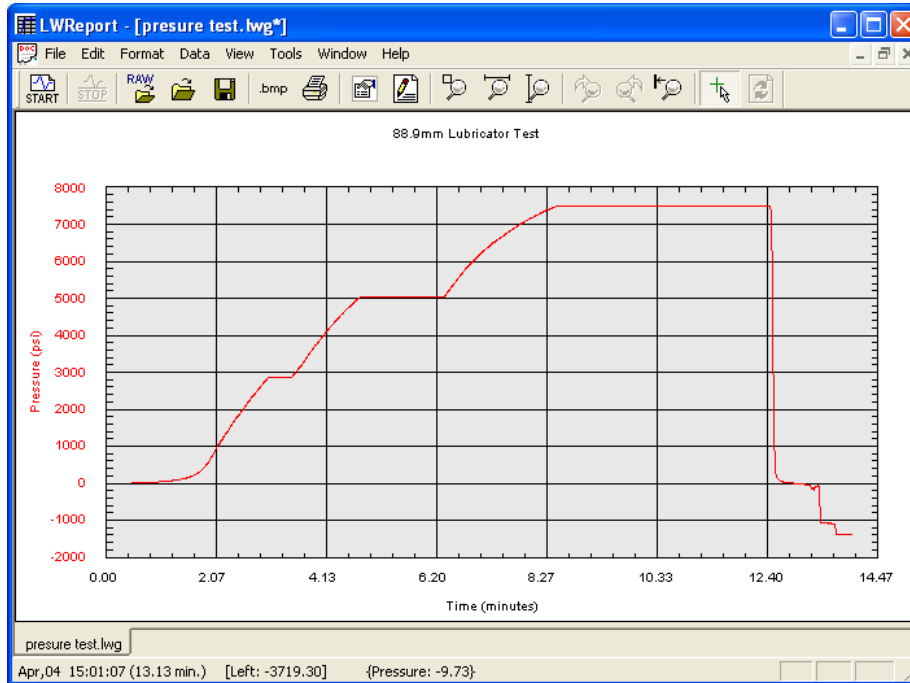 LWReport - [presure test.lwg*]
File Edit Format Data View Tools Window Help
START STOP RAW .bmp
88.9mm Lubricator Test
8000
7000
6000
5000
4000
3000
2000
1000
0
-1000
-2000
Pressure (psi)
0.00 2.07 4.13 6.20 8.27 10.33 12.40 14.47
Time (minutes)
presure test.lwg
Apr,04 15:01:07 (13.13 min.) [Left: -3719.30] {Pressure: -9.73}